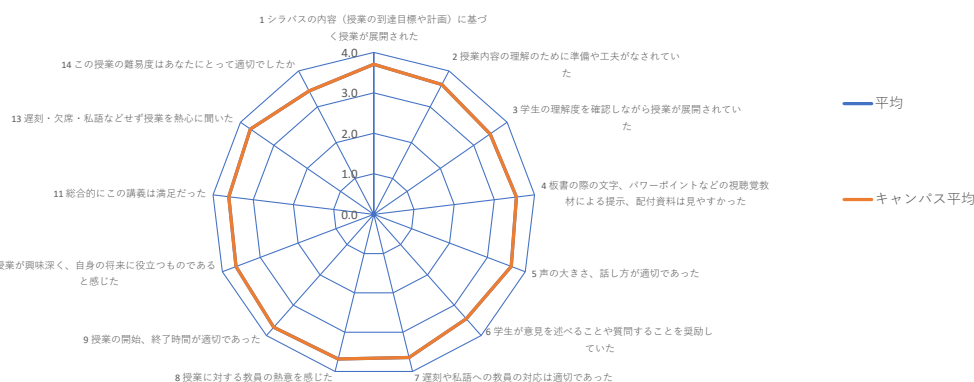 1 シラバスの内容（授業の到達目標や計画）に基づ
く授業が展開された
2 授業内容の理解のために準備や工夫がなされてい
た
3 学生の理解度を確認しながら授業が展開されてい
た
4 板書の際の文字、パワーポイントなどの視聴覚教
材による提示、配付資料は見やすかった
5 声の大きさ、話し方が適切であった
6 学生が意見を述べることや質問することを奨励し
ていた
7 遅刻や私語への教員の対応は適切であった
8 授業に対する教員の熱意を感じた
9 授業の開始、終了時間が適切であった
授業が興味深く、自身の将来に役立つものである
と感じた
11 総合的にこの講義は満足だった
13 遅刻・欠席・私語などせず授業を熱心に聞いた
14 この授業の難易度はあなたにとって適切でしたか
4.0
3.0
2.0
1.0
0.0
平均
キャンパス平均